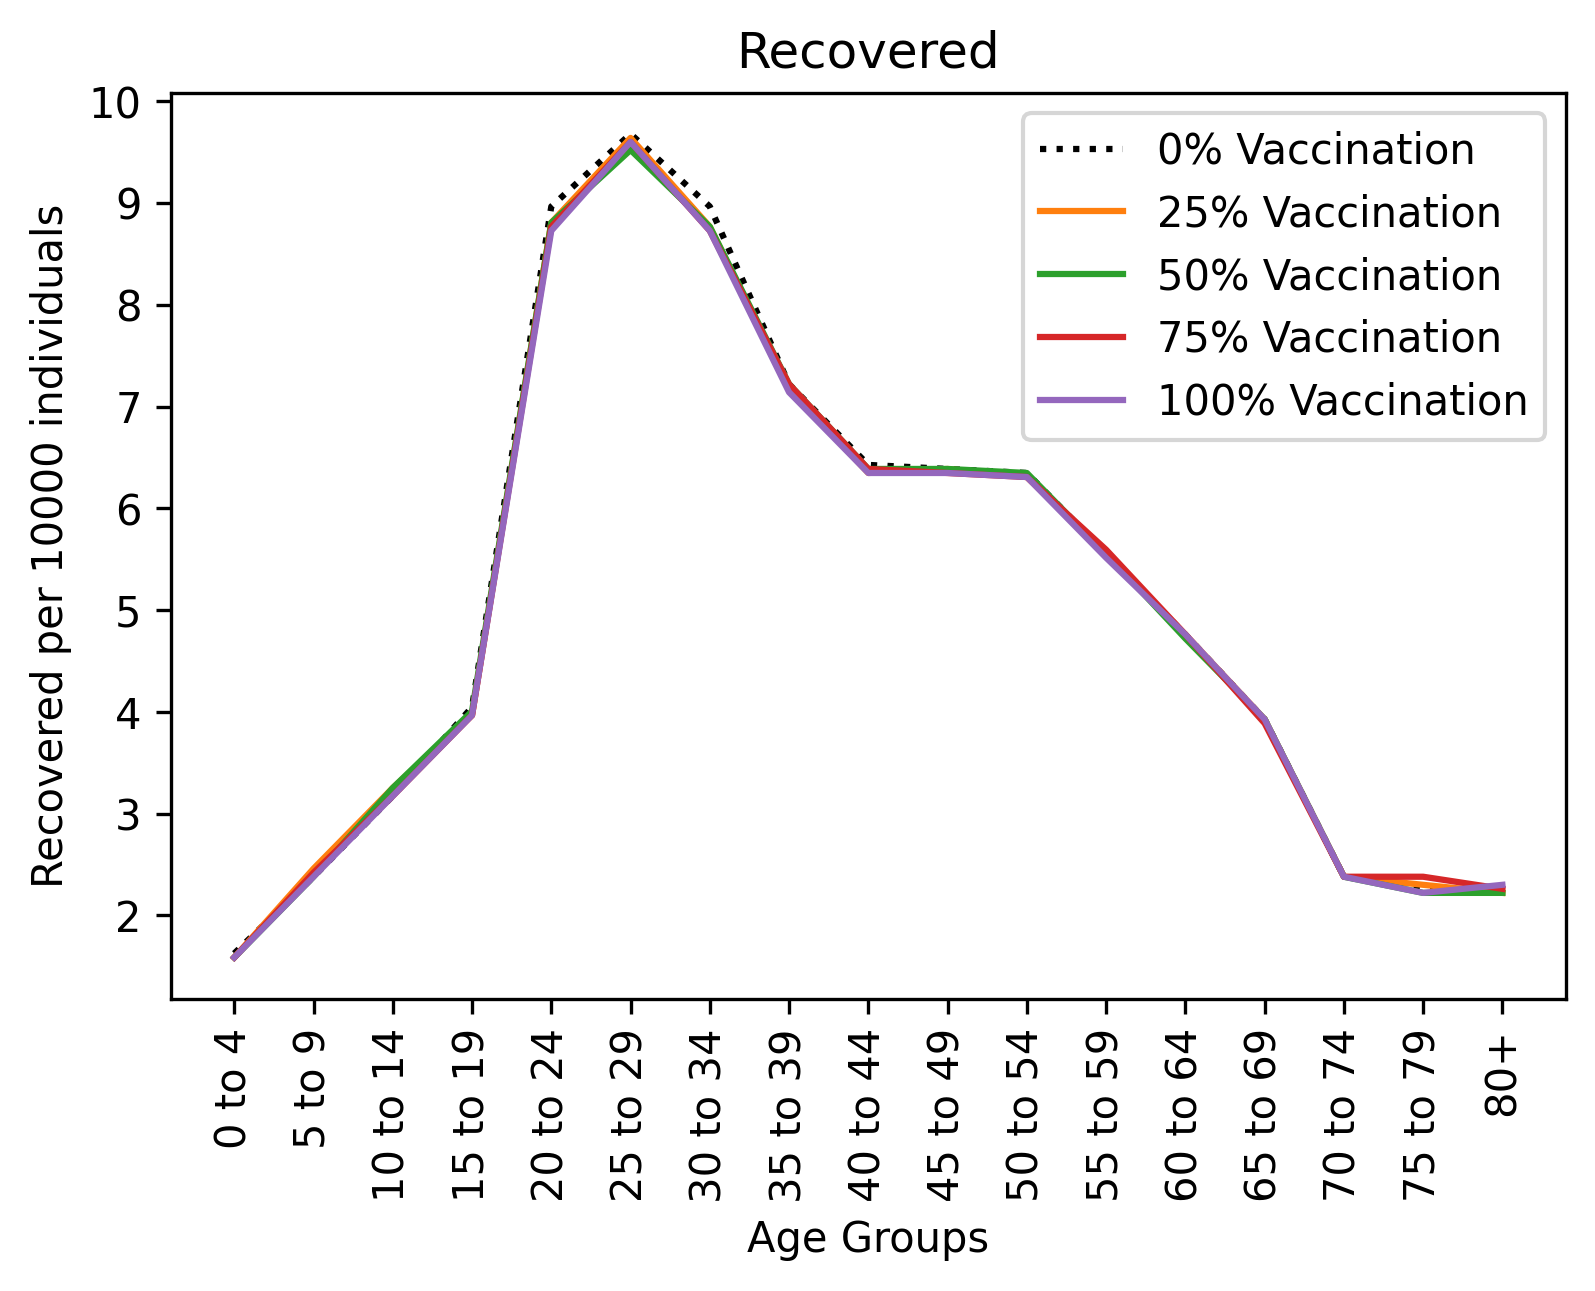 Recovered
Recovered per 10000 individuals
10
9
8
7
6
5
4
3
2
0% Vaccination
25% Vaccination
50% Vaccination
75% Vaccination
100% Vaccination
0 to 4
5 to 9
10 to 14
15 to 19
20 to 24
25 to 29
30 to 34
35 to 39
40 to 44
45 to 49
50 to 54
55 to 59
60 to 64
65 to 69
70 to 74
75 to 79
80+
Age Groups